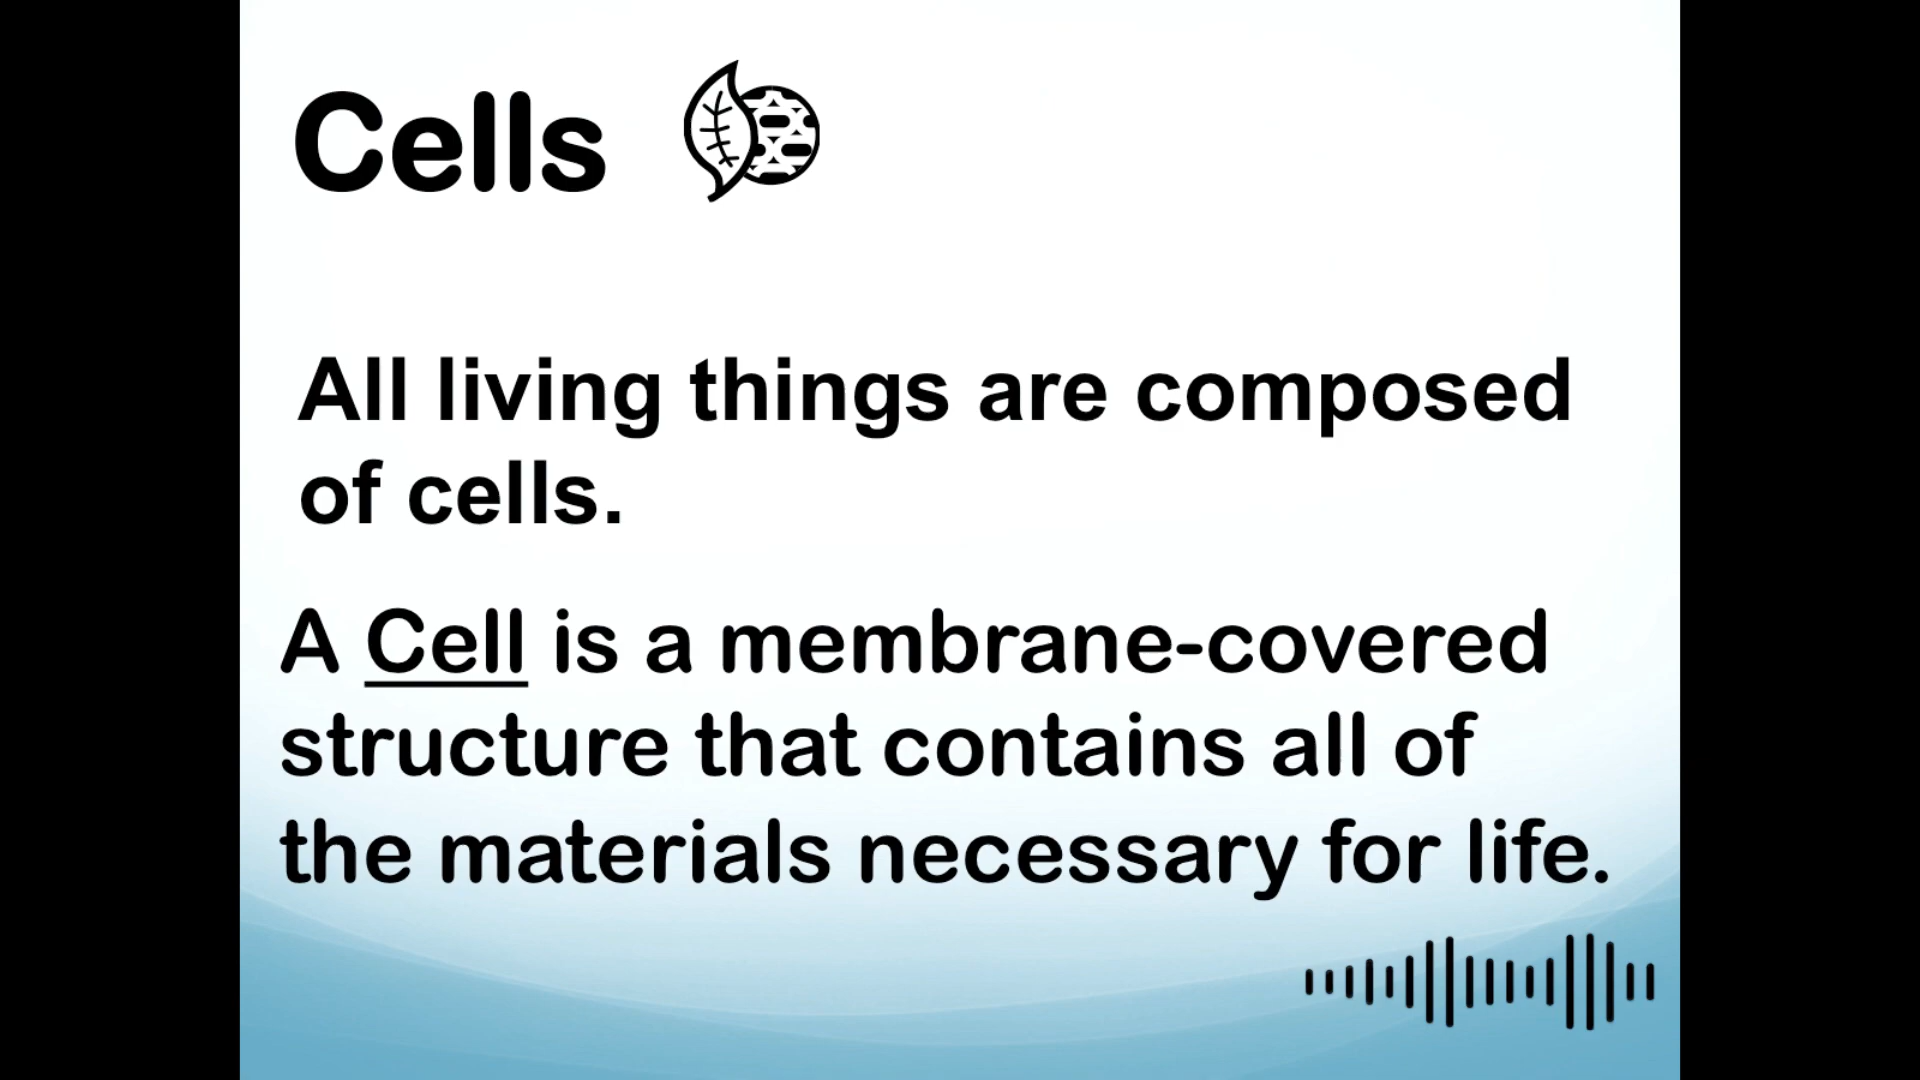 Cells
All living things are composed
of cells.
A Cell is a membrane-covered
structure that contains all of
the materials necessary for life.